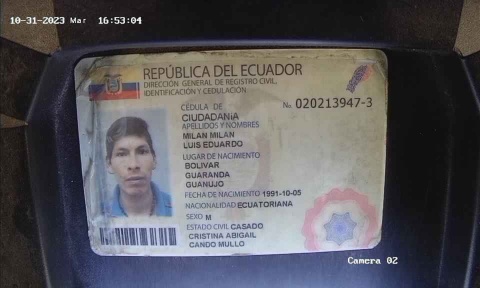 10-31-2023 Mar 16:53:04
REPÚBLICA DEL ECUADOR
DIRECCIÓN GENERAL DE REGISTRO CIVIL,
IDENTIFICACIÓN Y CEDULACIÓN
CÉDULA DE
CIUDADANÍA
No. 020213947-3
APELLIDOS Y NOMBRES
MILAN MILAN
LUIS EDUARDO
LUGAR DE NACIMIENTO
BOLIVAR
GUARANDA
GUANUJO
FECHA DE NACIMIENTO 1991-10-05
NACIONALIDAD ECUATORIANA
SEXO M
ESTADO CIVIL CASADO
CRISTINA ABIGAIL
CANDO MULLO
Camera 02